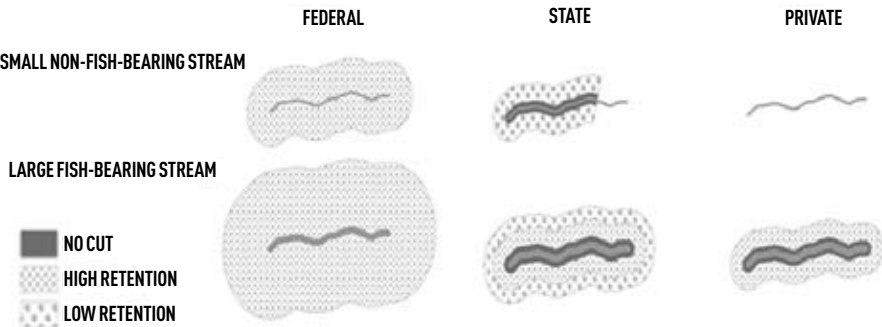 FEDERAL STATE PRIVATE
SMALL NON-FISH-BEARING STREAM
LARGE FISH-BEARING STREAM
NO CUT
HIGH RETENTION
LOW RETENTION